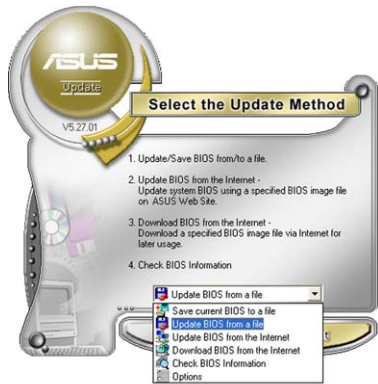 ASUS
Update
V5.27.01
Select the Update Method
1. Update/Save BIOS from/to a file.
2. Update BIOS from the Internet -
Update system BIOS using a specified BIOS image file
on ASUS Web Site.
3. Download BIOS from the Internet -
Download a specified BIOS image file via Internet for
later usage.
4. Check BIOS Information
Update BIOS from a file
Save current BIOS to a file
Update BIOS from a file
Update BIOS from the Internet
Download BIOS from the Internet
Check BIOS Information
Options